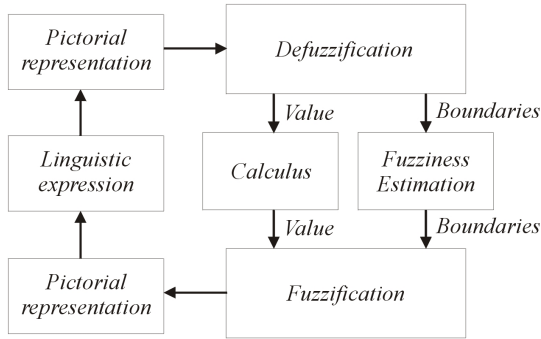 Pictorial
representation
Defuzzification
Value
Boundaries
Linguistic
expression
Calculus
Fuzziness
Estimation
Value
Boundaries
Pictorial
representation
Fuzzification